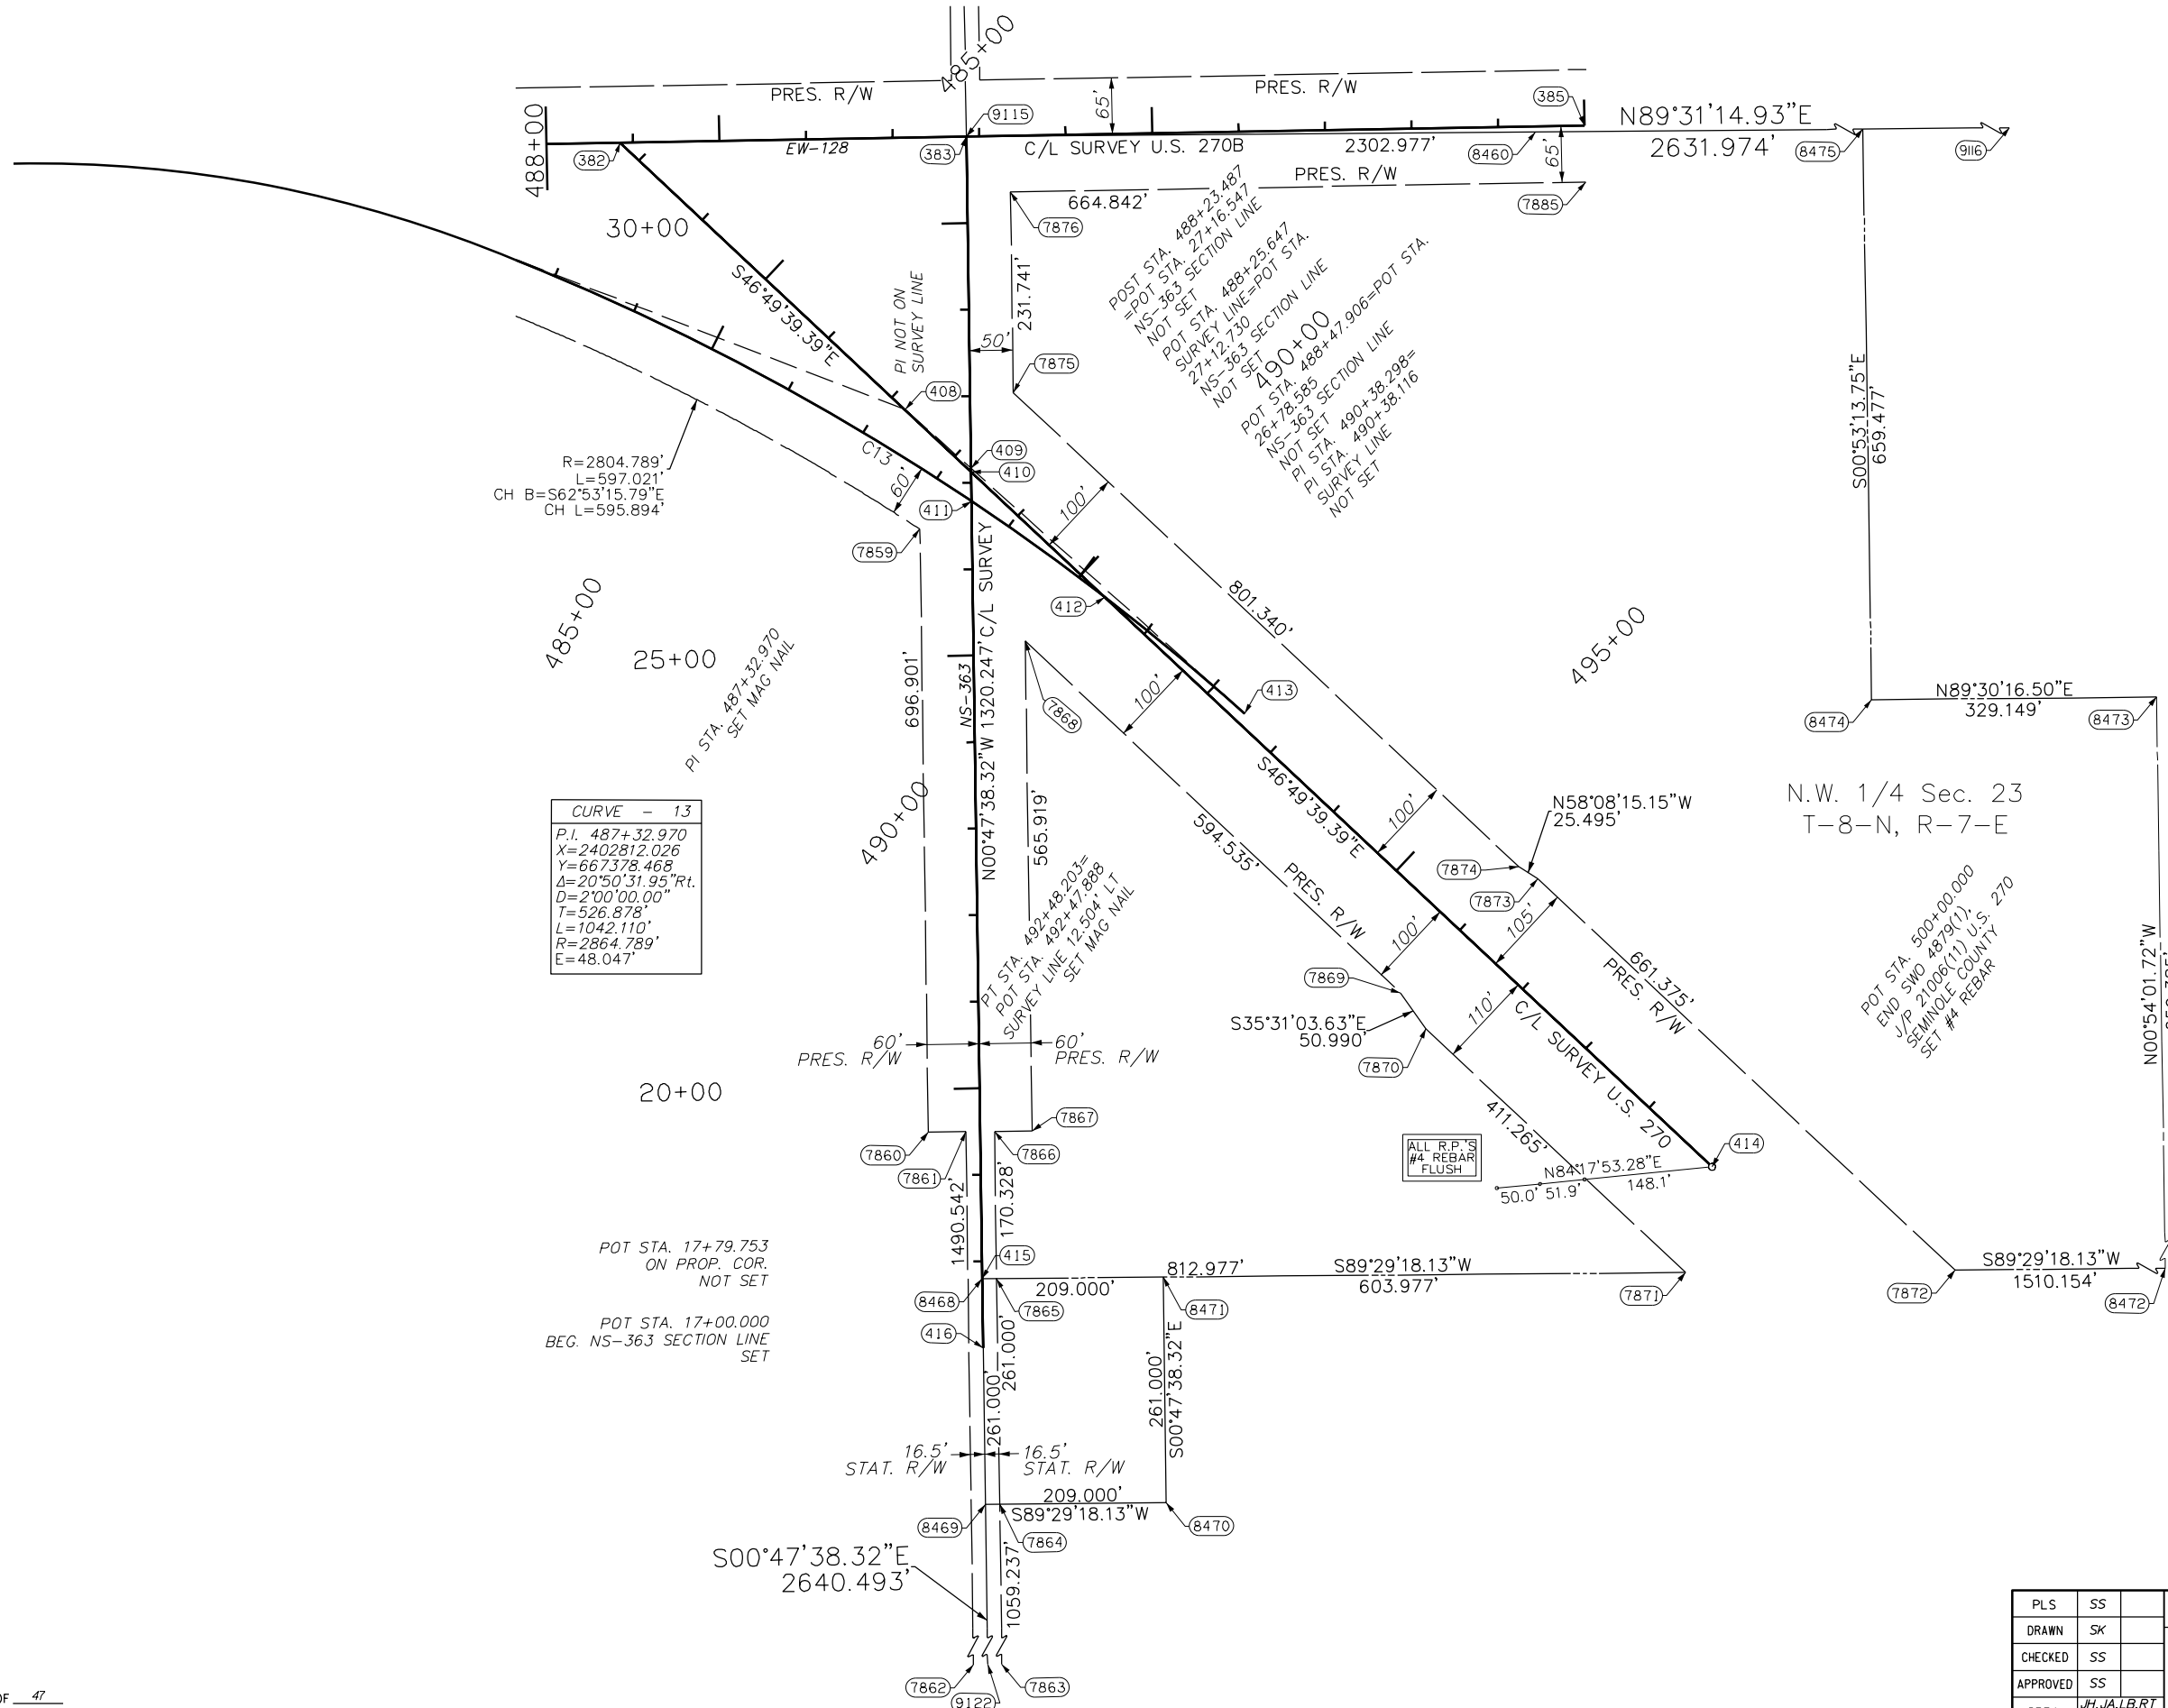 485+00
PRES. R/W
PRES. R/W
65'
9115
385
N89°31'14.93"E
2631.974'
488+00
382
EW-128
383
C/L SURVEY U.S. 270B
2302.977'
8460
65'
8475
9116
PRES. R/W
664.842'
7885
7876
30+00
S46°49'39.39"E
PI NOT ON
SURVEY LINE
231.741'
50'
7875
408
POST STA. 488+23.487
=POT STA. 27+16.547
NS-363 SECTION LINE
NOT SET
POT STA. 488+25.647
SURVEY LINE=POT STA.
27+12.730
NS-363 SECTION LINE
NOT SET
490+00
POT STA. 488+47.906=POT STA.
26+78.585
NS-363 SECTION LINE
NOT SET
PI STA. 490+38.298=
PI STA. 490+38.116
SURVEY LINE
NOT SET
S00°53'13.75"E
659.477'
C13
60'
409
410
411
R=2804.789'
L=597.021'
CH B=S62°53'15.79"E
CH L=595.894'
7859
100'
412
801.340'
485+00
25+00
PI STA. 487+32.970
SET MAG NAIL
696.901'
NS-363
N00°47'38.32"W 1320.247' C/L SURVEY
7868
100'
413
495+00
N89°30'16.50"E
329.149'
8474
8473
N.W. 1/4 Sec. 23
T-8-N, R-7-E
CURVE - 13
P.I. 487+32.970
X=2402812.026
Y=667378.468
Δ=20°50'31.95"Rt.
D=2°00'00.00"
T=526.878'
L=1042.110'
R=2864.789'
E=48.047'
490+00
565.919'
594.535'
S46°49'39.39"E
100'
N58°08'15.15"W
25.495'
7874
7873
PRES. R/W
100'
105'
PT STA. 492+48.203=
POT STA. 492+47.888
SURVEY LINE 12.504' LT
SET MAG NAIL
7869
S35°31'03.63"E
50.990'
7870
110'
661.375'
PRES. R/W
C/L SURVEY U.S. 270
POT STA. 500+00.000
END SWO 4879(1),
J/P 21006(11) U.S. 270
SEMINOLE COUNTY
SET #4 REBAR
N00°54'01.72"W
60'
PRES. R/W
60'
PRES. R/W
20+00
7860
7861
7866
7867
411.265'
ALL R.P.'S
#4 REBAR
FLUSH
414
N84°17'53.28"E
50.0' 51.9' 148.1'
1490.542'
170.328'
POT STA. 17+79.753
ON PROP. COR.
NOT SET
415
812.977'
S89°29'18.13"W
603.977'
209.000'
S89°29'18.13"W
1510.154'
8468
7865
8471
7871
7872
8472
POT STA. 17+00.000
BEG. NS-363 SECTION LINE
SET
416
261.000'
261.000'
261.000'
S00°47'38.32"E
16.5'
STAT. R/W
16.5'
STAT. R/W
209.000'
S89°29'18.13"W
8469
7864
8470
S00°47'38.32"E
2640.493'
1059.237'
7862
9122
7863
PLS SS
DRAWN SK
CHECKED SS
APPROVED SS
JH,JA,LB,RT
OF 47